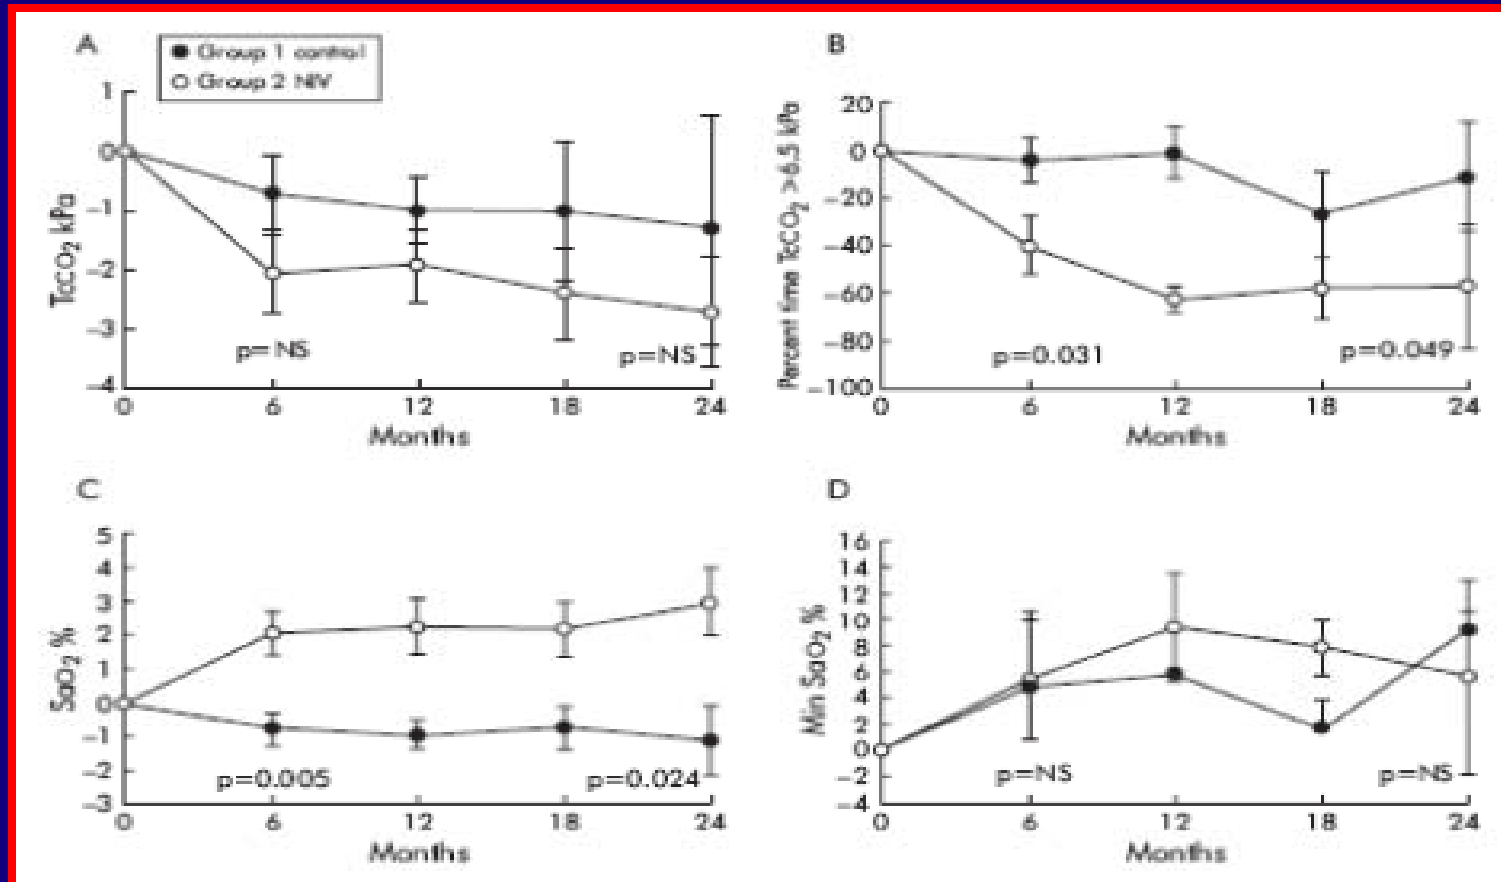 A
● Group 1 control
○ Group 2 NIV
1
0
−1
−2
−3
−4
TcCO₂ kPa
p=NS
p=NS
0 6 12 18 24
Months
B
20
0
−20
−40
−60
−80
−100
Percent time TcCO₂ >6.5 kPa
p=0.031
p=0.049
0 6 12 18 24
Months
C
5
4
3
2
1
0
−1
−2
−3
SaO₂ %
p=0.005
p=0.024
0 6 12 18 24
Months
D
16
14
12
10
8
6
4
2
0
−2
−4
Min SaO₂ %
p=NS
p=NS
0 6 12 18 24
Months